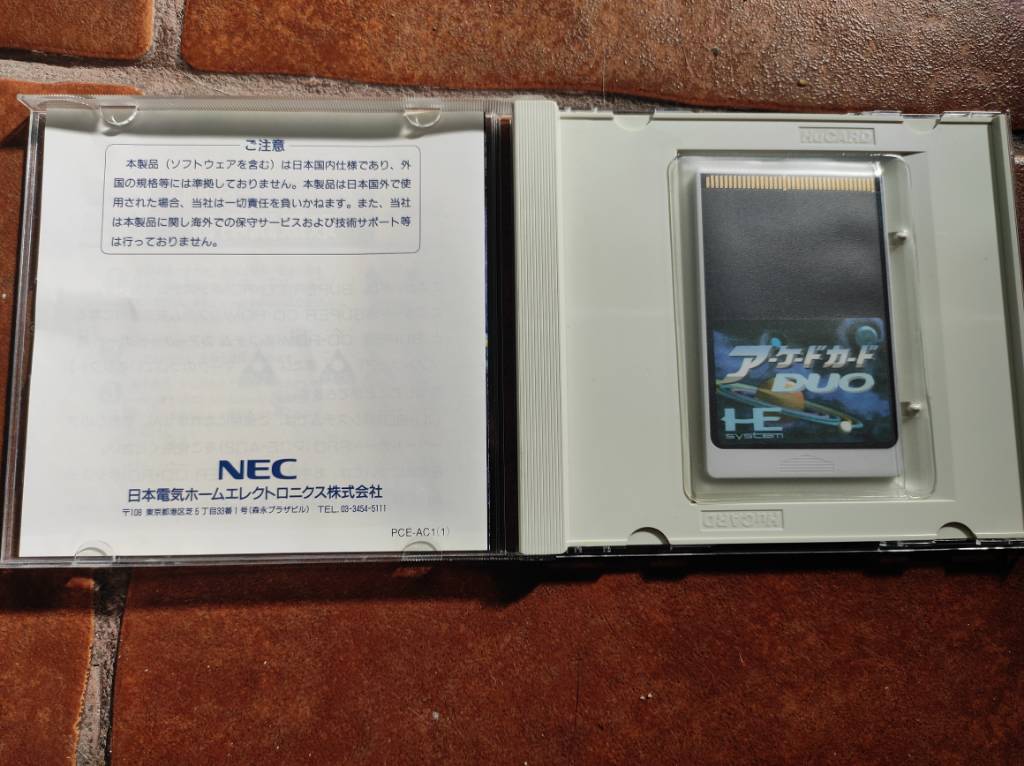 ご注意
本製品（ソフトウェアを含む）は日本国内仕様であり、外
国の規格等には準拠しておりません。本製品は日本国外で使
用された場合、当社は一切責任を負いかねます。また、当社
は本製品に関し海外での保守サービスおよび技術サポート等
は行っておりません。
NEC
日本電気ホームエレクトロニクス株式会社
〒108 東京都港区芝5丁目33番1号(森永プラザビル) TEL.03-3454-5111
PCE-AC1(1)
HuCARD
アーケードカード
DUO
HE
system
HuCARD